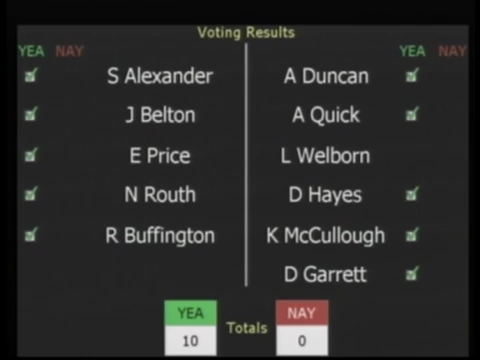 Voting Results
YEA NAY YEA NAY
S Alexander A Duncan
J Belton A Quick
E Price L Welborn
N Routh D Hayes
R Buffington K McCullough
D Garrett
YEA NAY
Totals
10 0